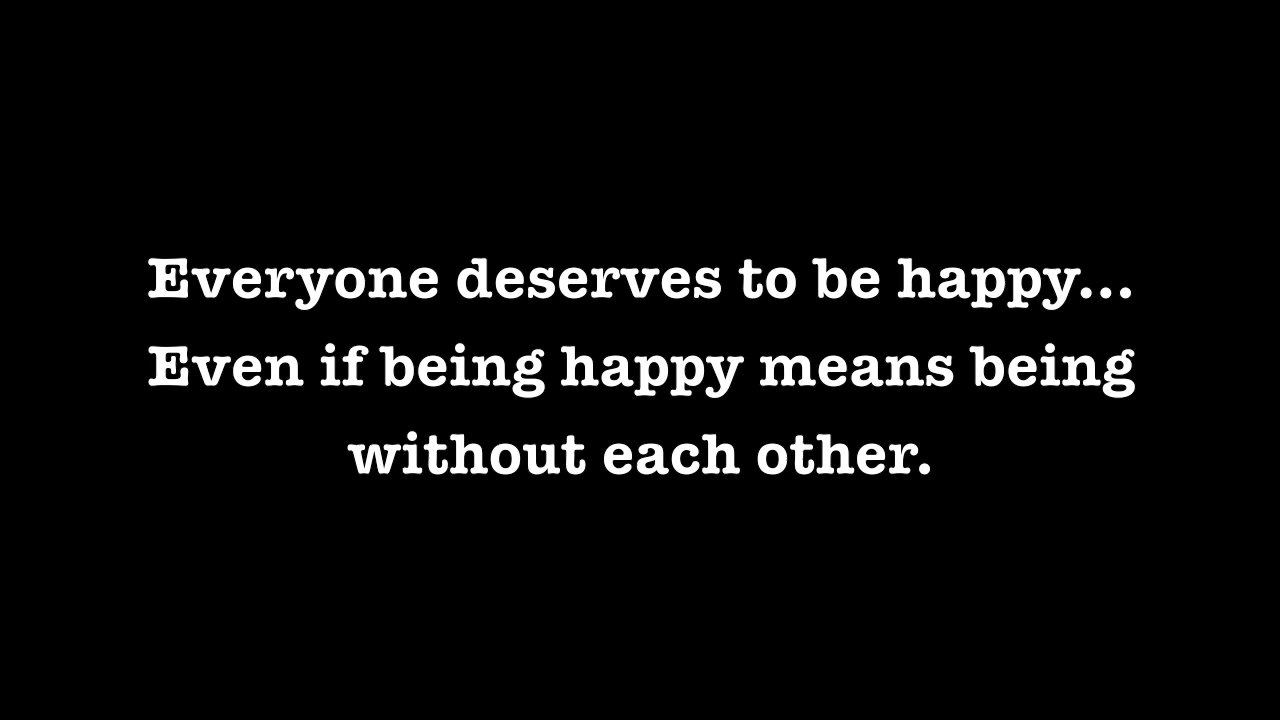 Everyone deserves to be happy...
Even if being happy means being
without each other.